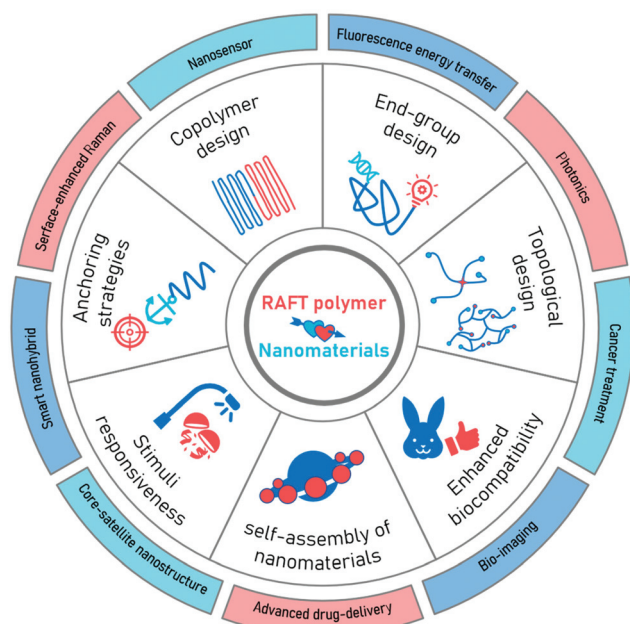 Nanosensor
Fluorescence energy transfer
Photonics
Cancer treatment
Bio-imaging
Advanced drug-delivery
Core-satellite nanostructure
Smart nanohybrid
Serface-enhanced Raman
Copolymer
design
End-group
design
Topological
design
Enhanced
biocompatibility
self-assembly of
nanomaterials
Stimuli
responsiveness
Anchoring
strategies
RAFT polymer
Nanomaterials